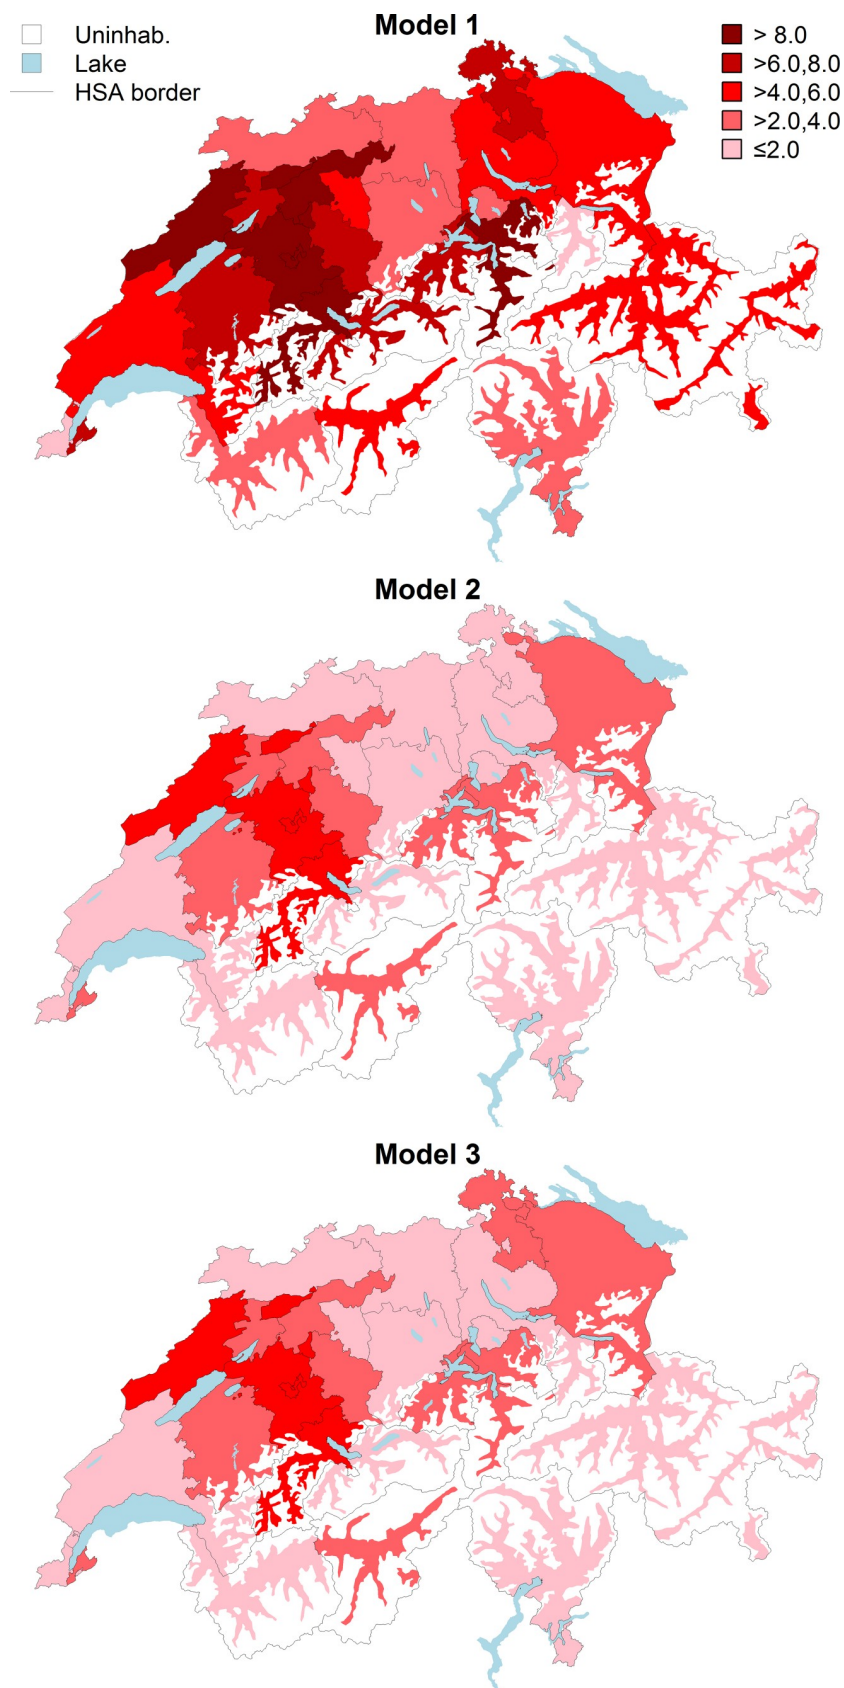 Model 1
Uninhab.
Lake
HSA border
> 8.0
>6.0,8.0
>4.0,6.0
>2.0,4.0
≤2.0
Model 2
Model 3